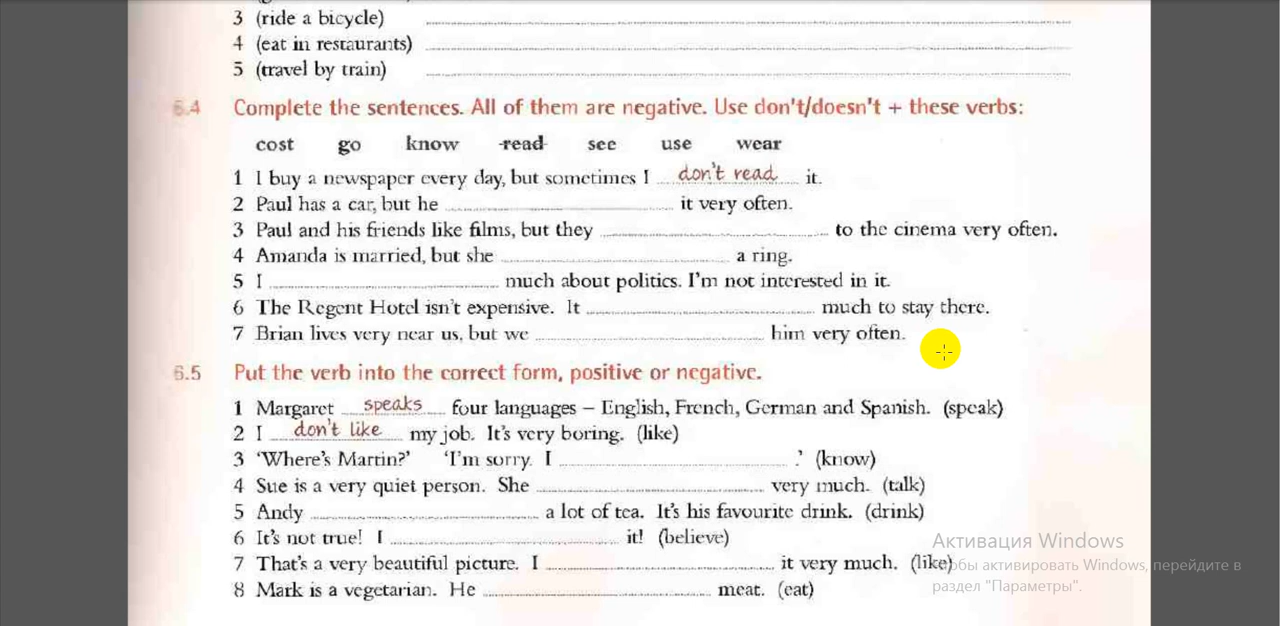 3 (ride a bicycle)
4 (eat in restaurants)
5 (travel by train)
6.4 Complete the sentences. All of them are negative. Use don't/doesn't + these verbs:
cost go know read see use wear
1 I buy a newspaper every day, but sometimes I don't read it.
2 Paul has a car, but he it very often.
3 Paul and his friends like films, but they to the cinema very often.
4 Amanda is married, but she a ring.
5 I much about politics. I'm not interested in it.
6 The Regent Hotel isn't expensive. It much to stay there.
7 Brian lives very near us, but we him very often.
6.5 Put the verb into the correct form, positive or negative.
1 Margaret speaks four languages – English, French, German and Spanish. (speak)
2 I don't like my job. It's very boring. (like)
3 'Where's Martin?' 'I'm sorry. I .' (know)
4 Sue is a very quiet person. She very much. (talk)
5 Andy a lot of tea. It's his favourite drink. (drink)
6 It's not true! I it! (believe)
7 That's a very beautiful picture. I it very much. (like)
8 Mark is a vegetarian. He meat. (eat)
Активация Windows
обы активировать Windows, перейдите в
раздел "Параметры".